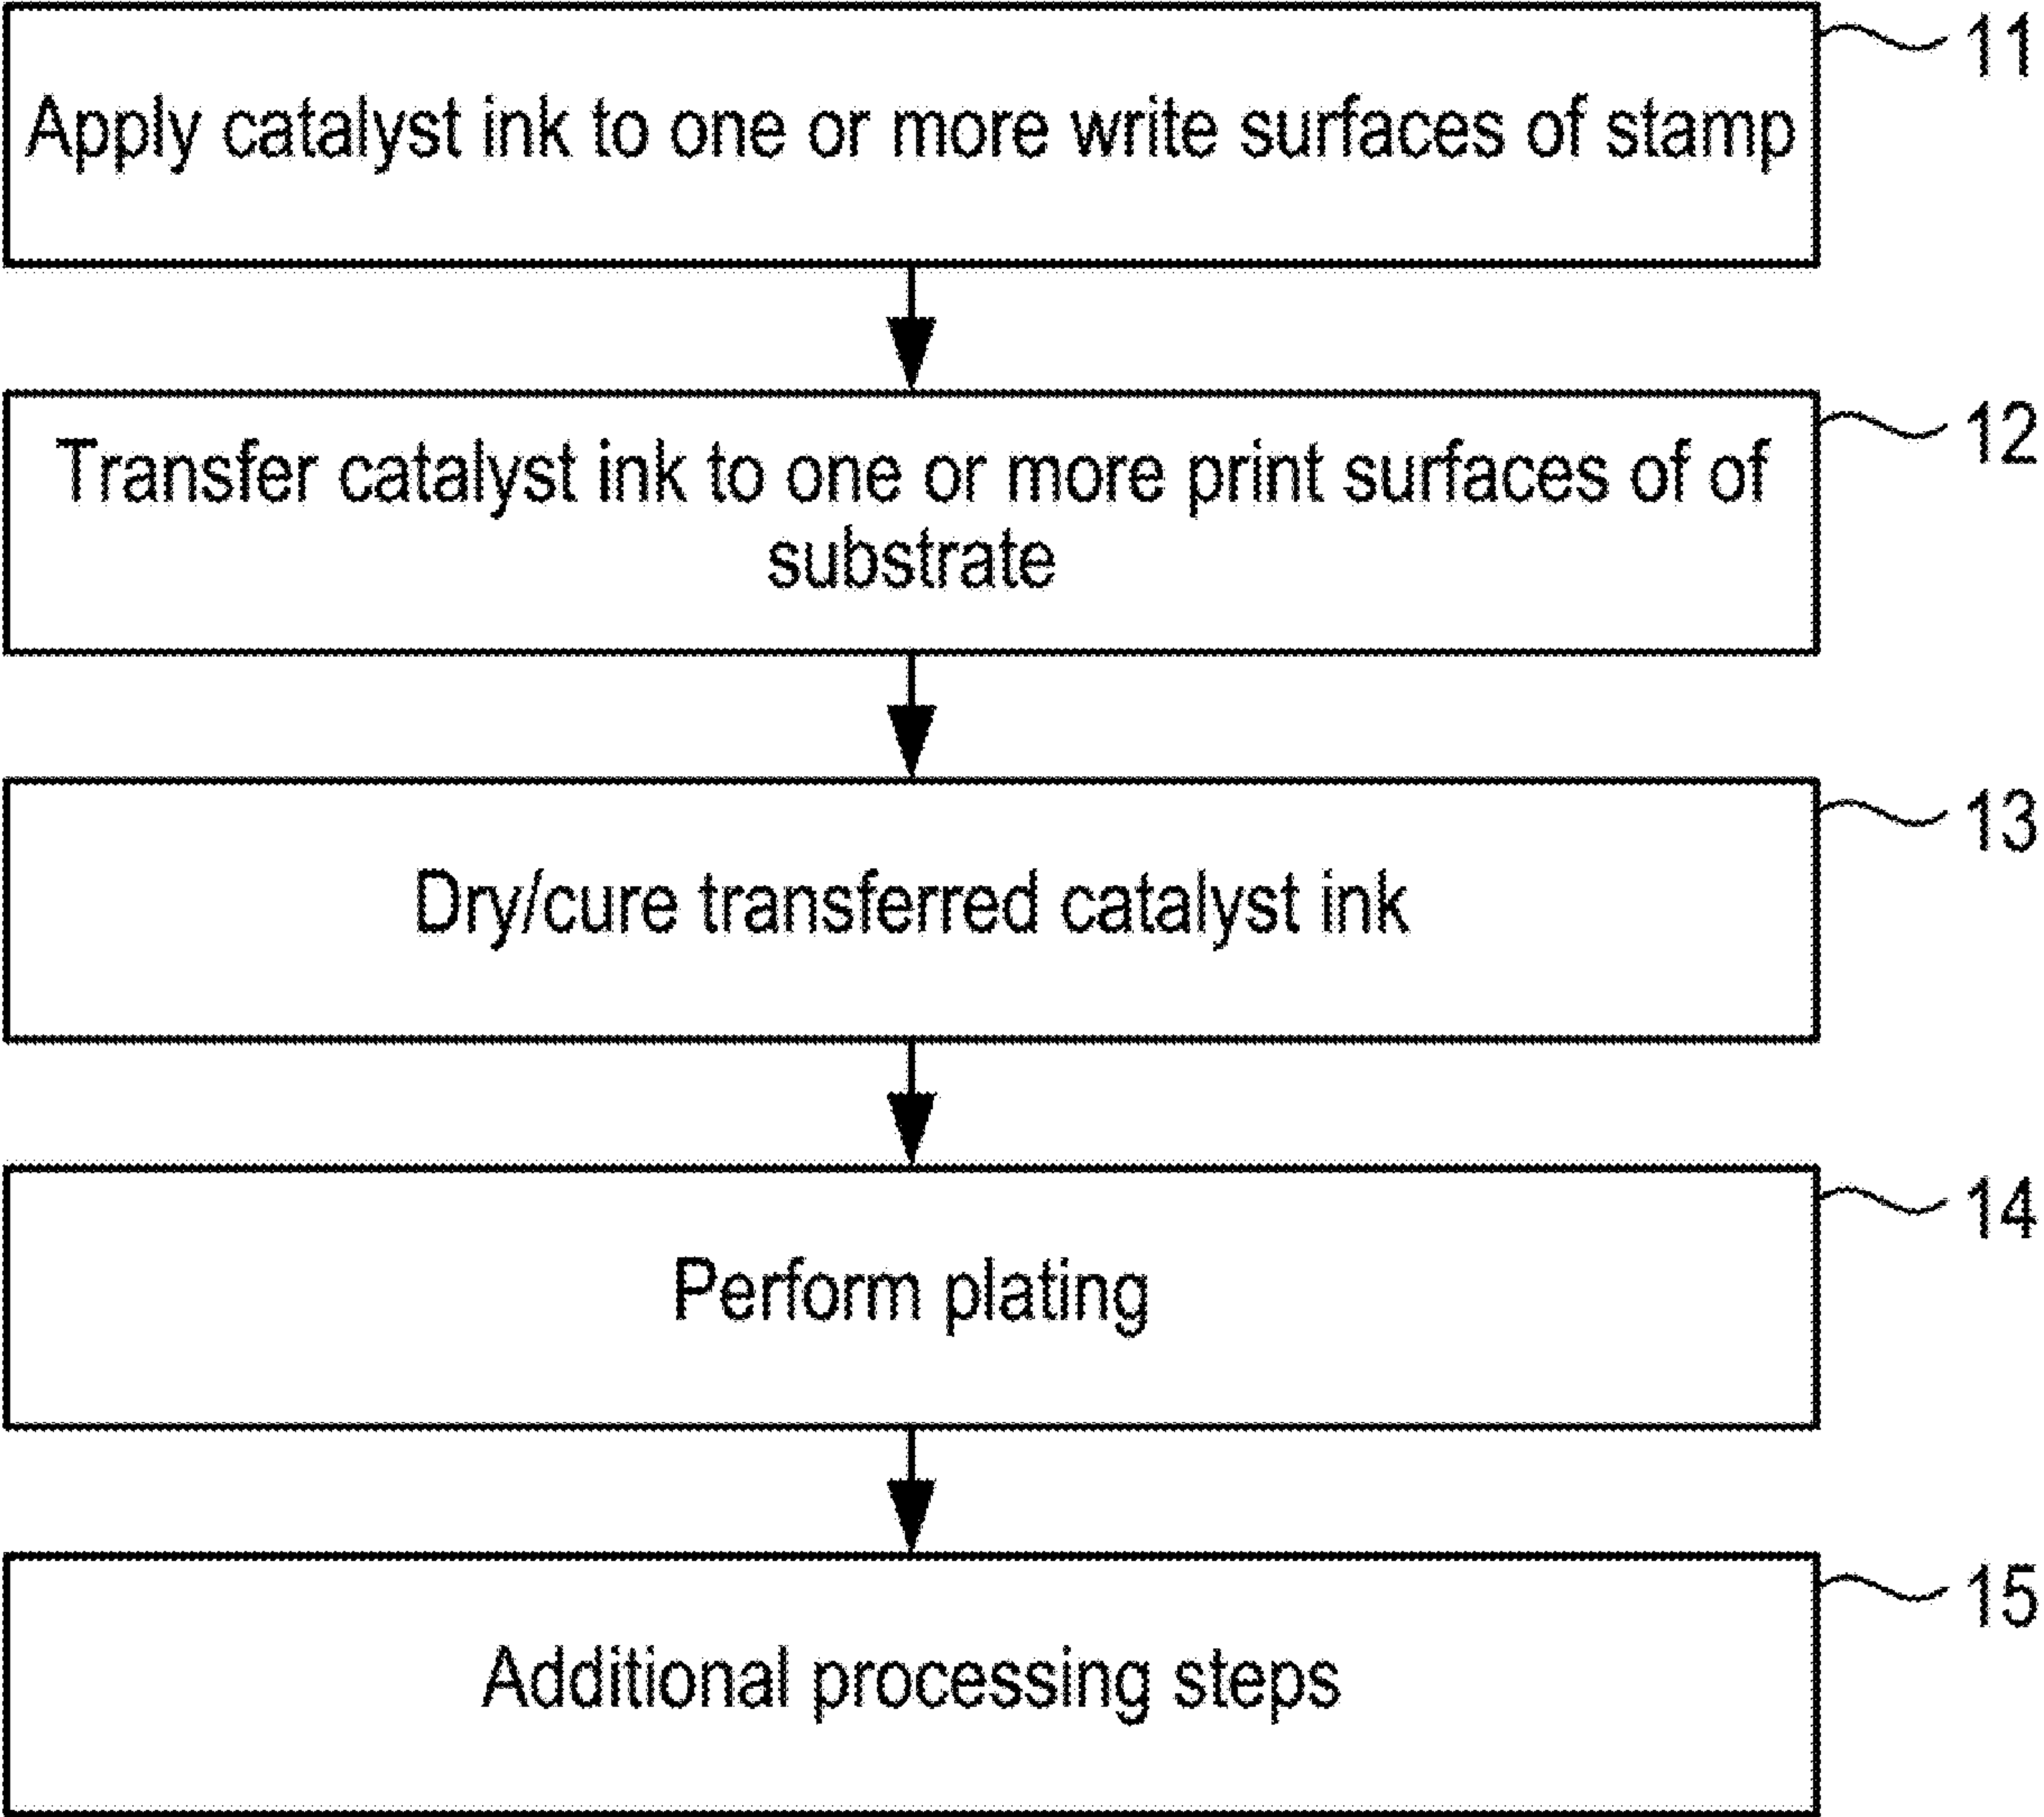 11
Apply catalyst ink to one or more write surfaces of stamp
12
Transfer catalyst ink to one or more print surfaces of of
substrate
13
Dry/cure transferred catalyst ink
14
Perform plating
15
Additional processing steps